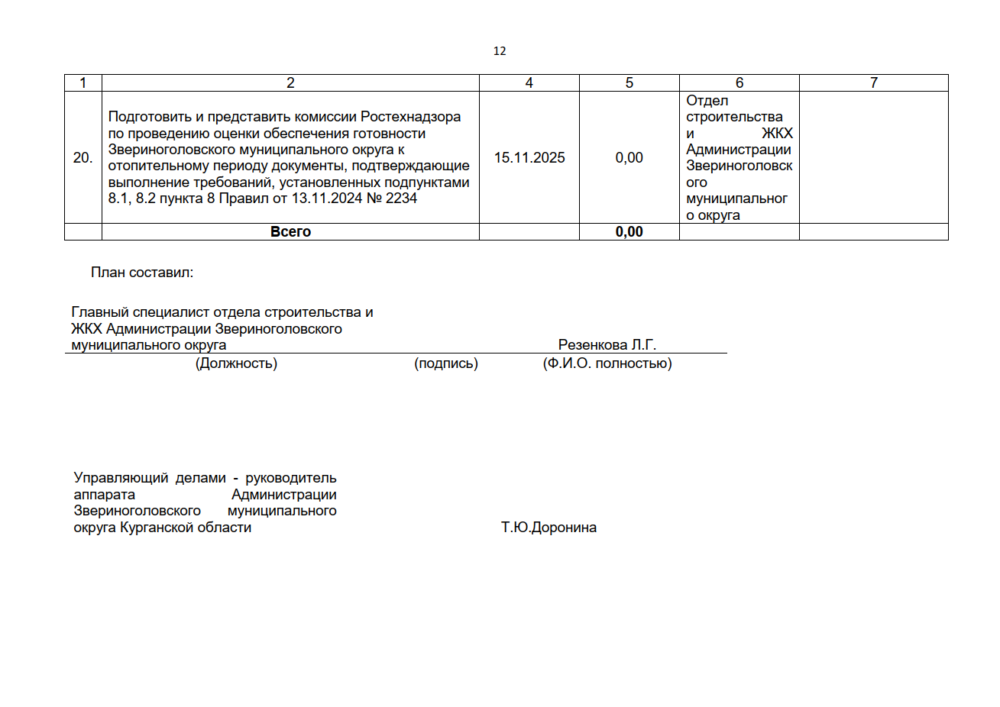 12
1 2 4 5 6 7
20.
Подготовить и представить комиссии Ростехнадзора
по проведению оценки обеспечения готовности
Звериноголовского муниципального округа к
отопительному периоду документы, подтверждающие
выполнение требований, установленных подпунктами
8.1, 8.2 пункта 8 Правил от 13.11.2024 № 2234
15.11.2025
0,00
Отдел
строительства
и ЖКХ
Администрации
Звериноголовск
ого
муниципальног
о округа
Всего 0,00
План составил:
Главный специалист отдела строительства и
ЖКХ Администрации Звериноголовского
муниципального округа Резенкова Л.Г.
(Должность) (подпись) (Ф.И.О. полностью)
Управляющий делами - руководитель
аппарата Администрации
Звериноголовского муниципального
округа Курганской области Т.Ю.Доронина